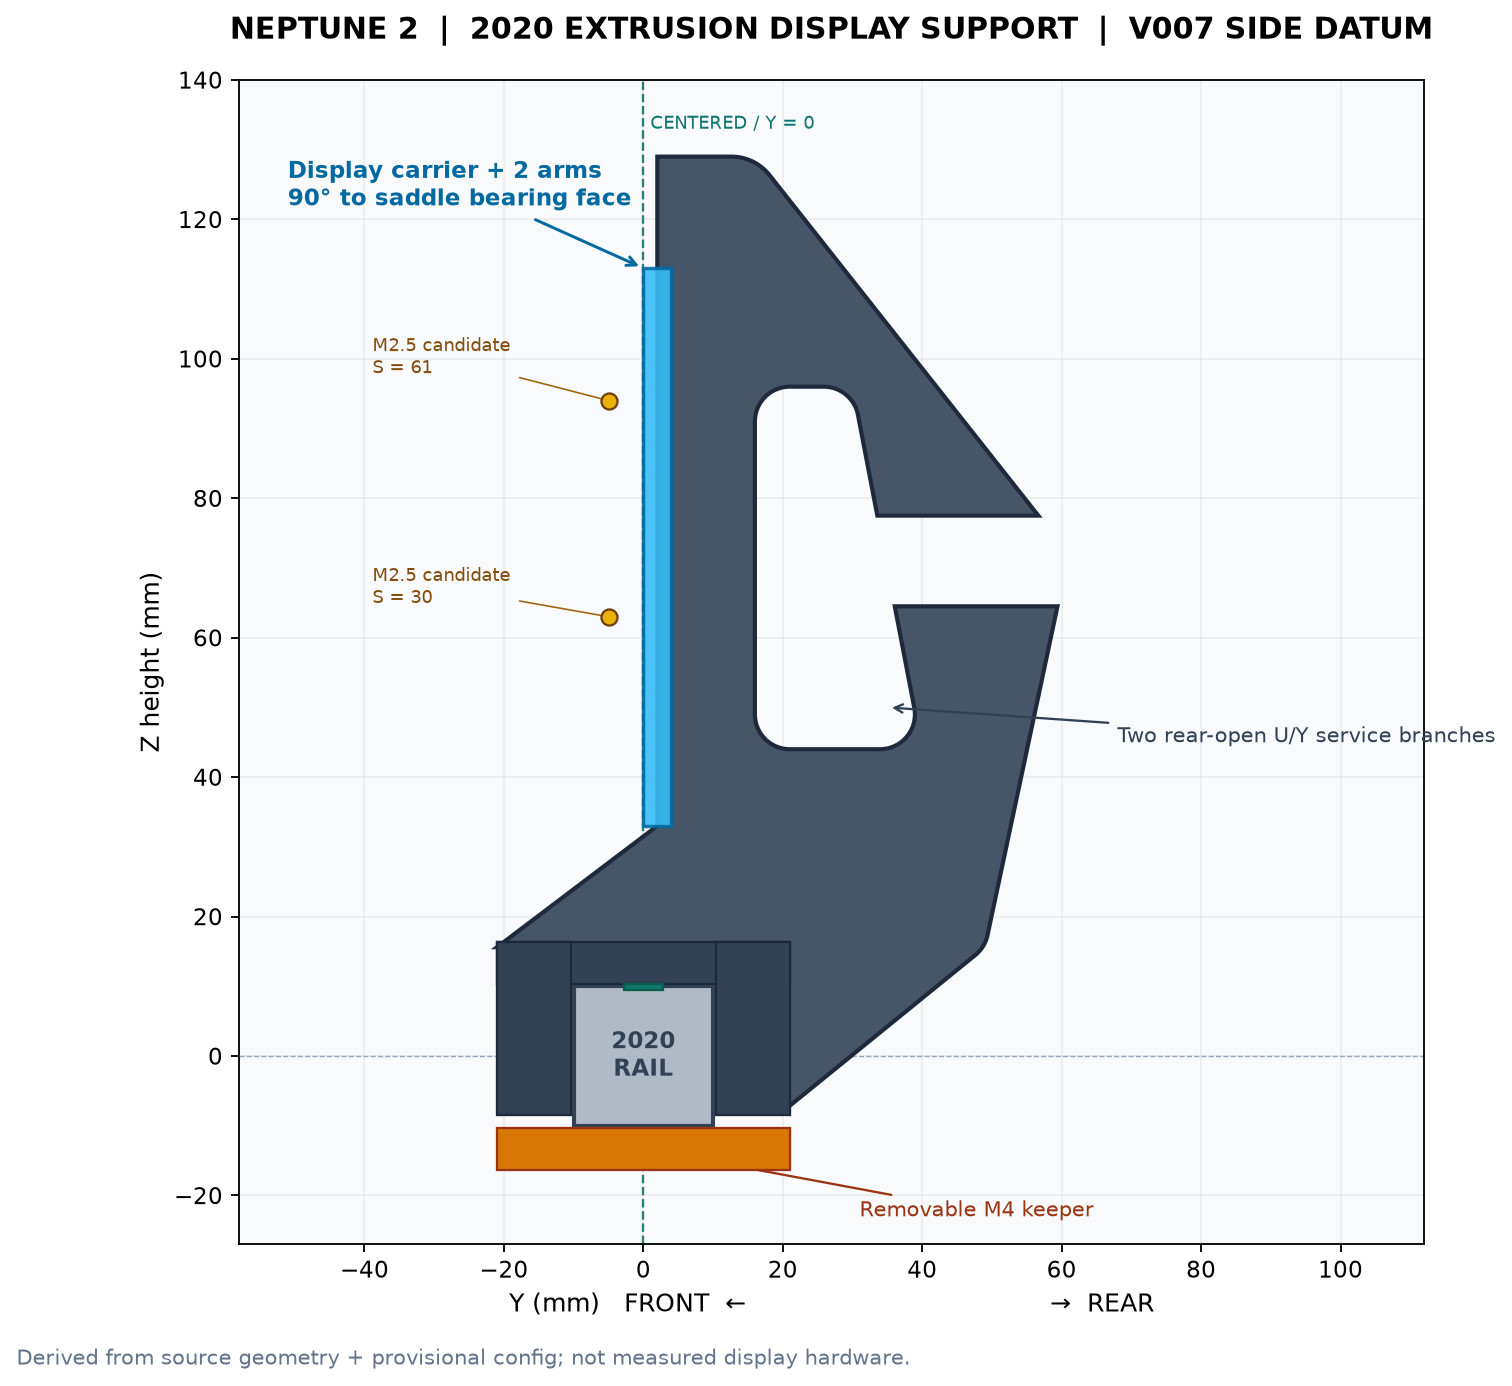 NEPTUNE 2 | 2020 EXTRUSION DISPLAY SUPPORT | V007 SIDE DATUM
140
120
100
80
60
40
20
0
−20
Z height (mm)
CENTERED / Y = 0
Display carrier + 2 arms
90° to saddle bearing face
M2.5 candidate
S = 61
M2.5 candidate
S = 30
Two rear-open U/Y service branches
2020
RAIL
Removable M4 keeper
−40
−20
0
20
40
60
80
100
Y (mm) FRONT ← → REAR
Derived from source geometry + provisional config; not measured display hardware.